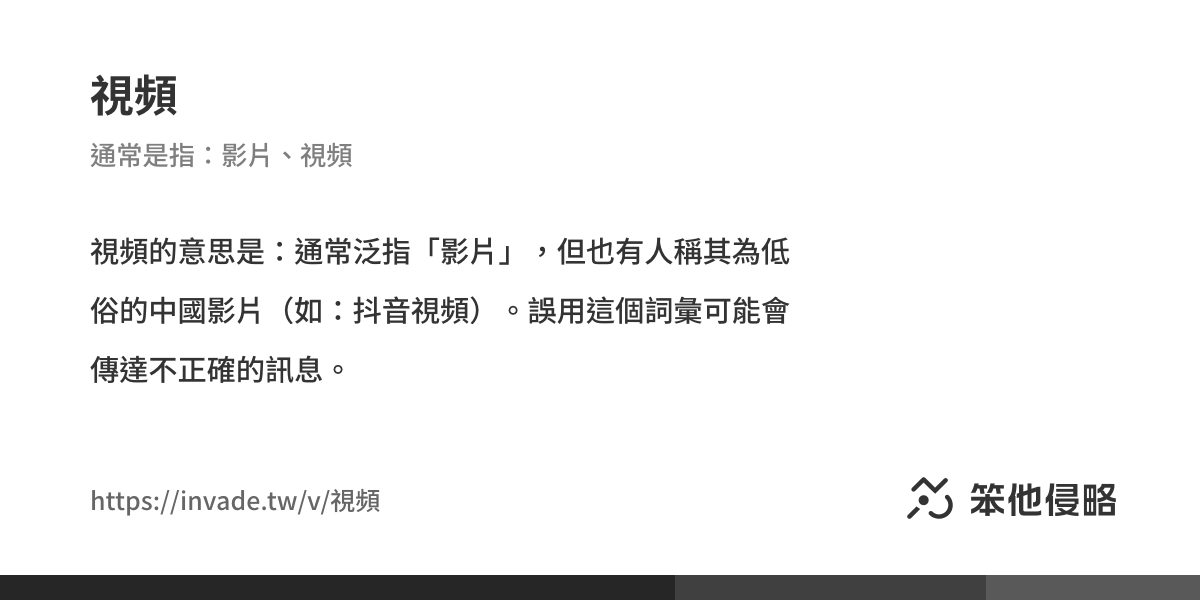 視頻
通常是指：影片、視頻
視頻的意思是：通常泛指「影片」，但也有人稱其為低
俗的中國影片（如：抖音視頻）。誤用這個詞彙可能會
傳達不正確的訊息。
https://invade.tw/v/視頻
笨他侵略